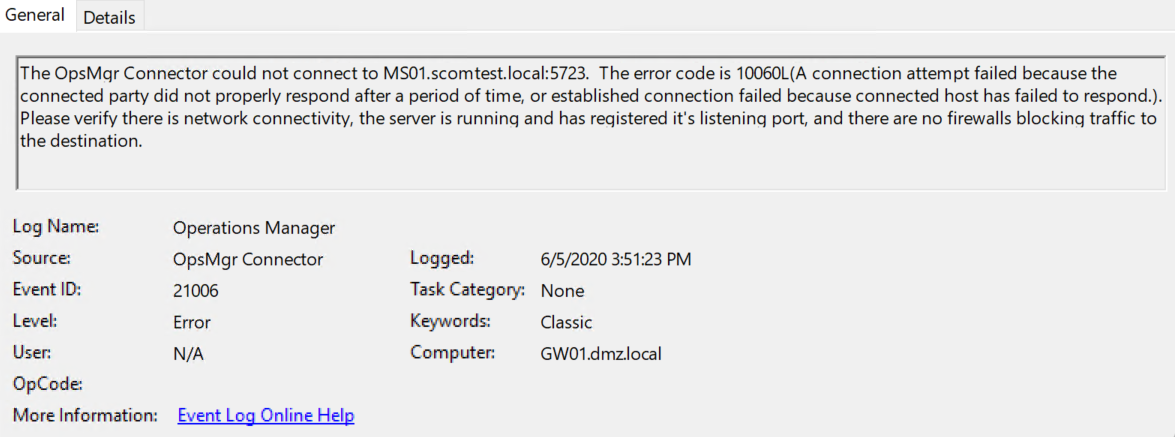 General Details
The OpsMgr Connector could not connect to MS01.scomtest.local:5723.  The error code is 10060L(A connection attempt failed because the
connected party did not properly respond after a period of time, or established connection failed because connected host has failed to respond.).
Please verify there is network connectivity, the server is running and has registered it's listening port, and there are no firewalls blocking traffic to
the destination.
Log Name: Operations Manager
Source: OpsMgr Connector Logged: 6/5/2020 3:51:23 PM
Event ID: 21006 Task Category: None
Level: Error Keywords: Classic
User: N/A Computer: GW01.dmz.local
OpCode:
More Information: Event Log Online Help